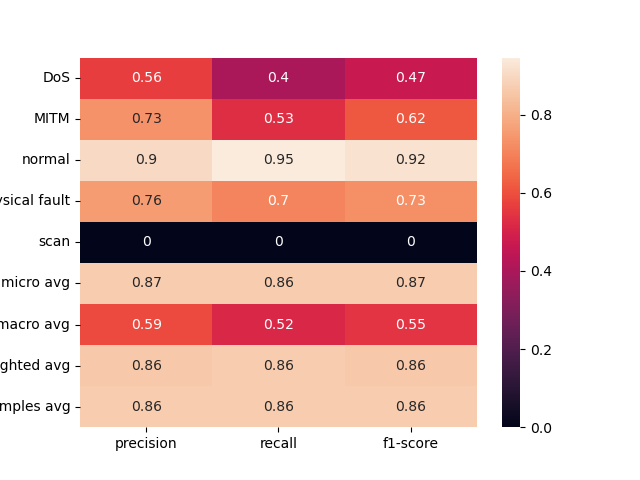 DoS 0.56 0.4 0.47
MITM 0.73 0.53 0.62
normal 0.9 0.95 0.92
ysical fault 0.76 0.7 0.73
scan 0 0 0
micro avg 0.87 0.86 0.87
macro avg 0.59 0.52 0.55
ghted avg 0.86 0.86 0.86
mples avg 0.86 0.86 0.86
precision recall f1-score
0.8
0.6
0.4
0.2
0.0